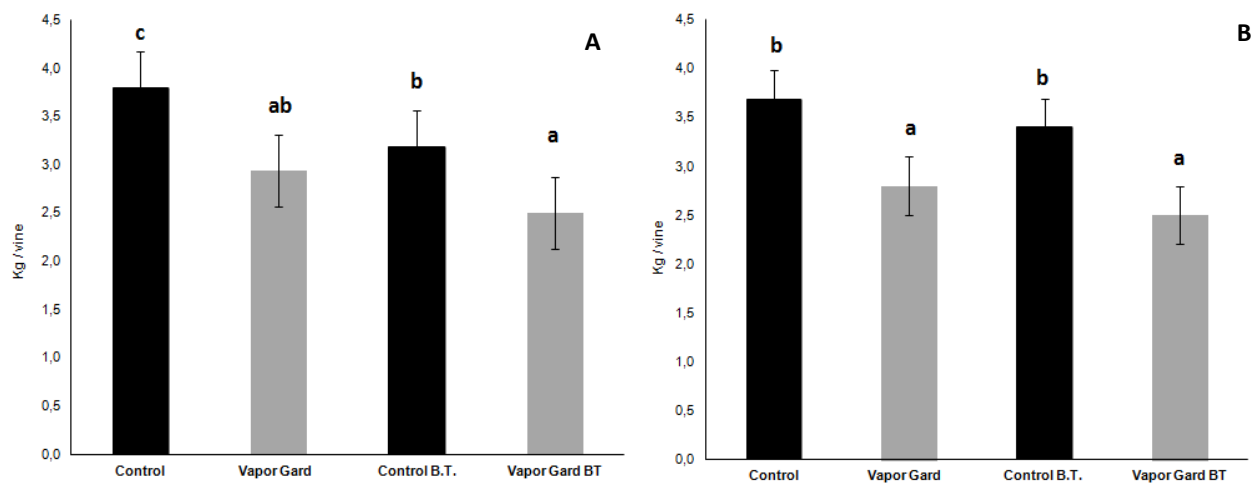 A
4,5
4,0
3,5
3,0
2,5
2,0
1,5
1,0
0,5
0,0
Kg / vine
c
ab
b
a
Control
Vapor Gard
Control B.T.
Vapor Gard BT
B
4,5
4,0
3,5
3,0
2,5
2,0
1,5
1,0
0,5
0,0
Kg / vine
b
a
b
a
Control
Vapor Gard
Control B.T.
Vapor Gard BT